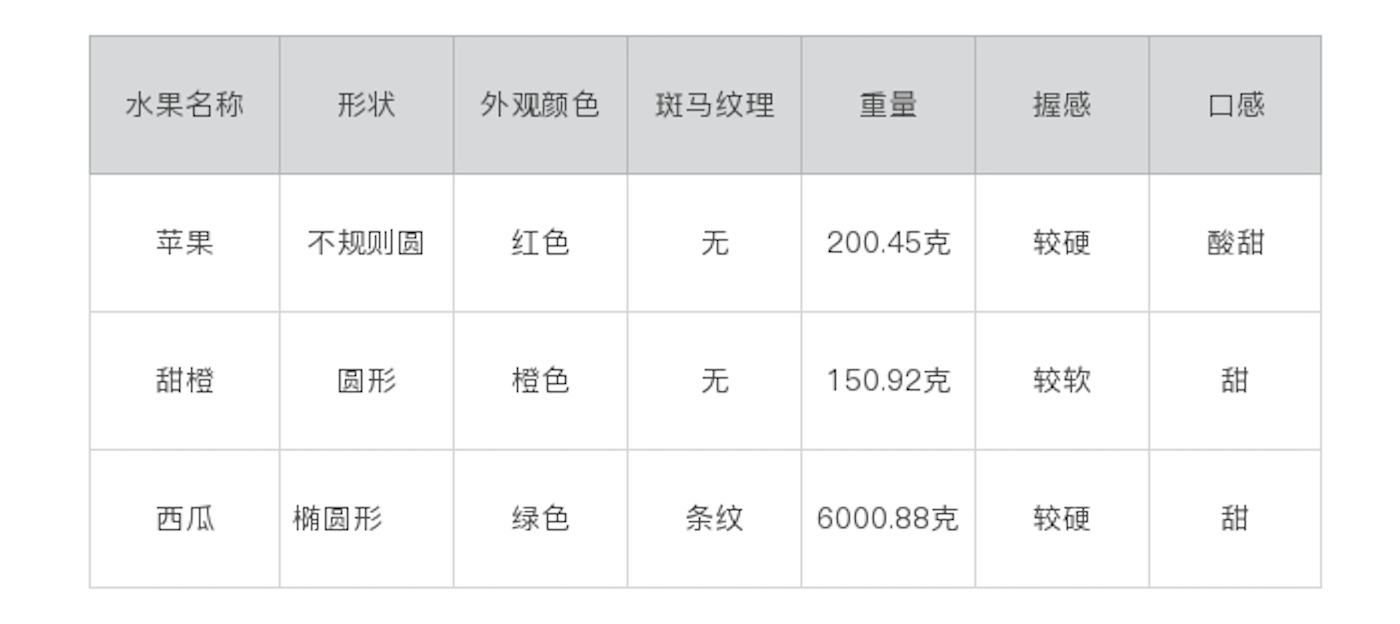 水果名称 形状 外观颜色 斑马纹理 重量 握感 口感
苹果 不规则圆 红色 无 200.45克 较硬 酸甜
甜橙 圆形 橙色 无 150.92克 较软 甜
西瓜 椭圆形 绿色 条纹 6000.88克 较硬 甜